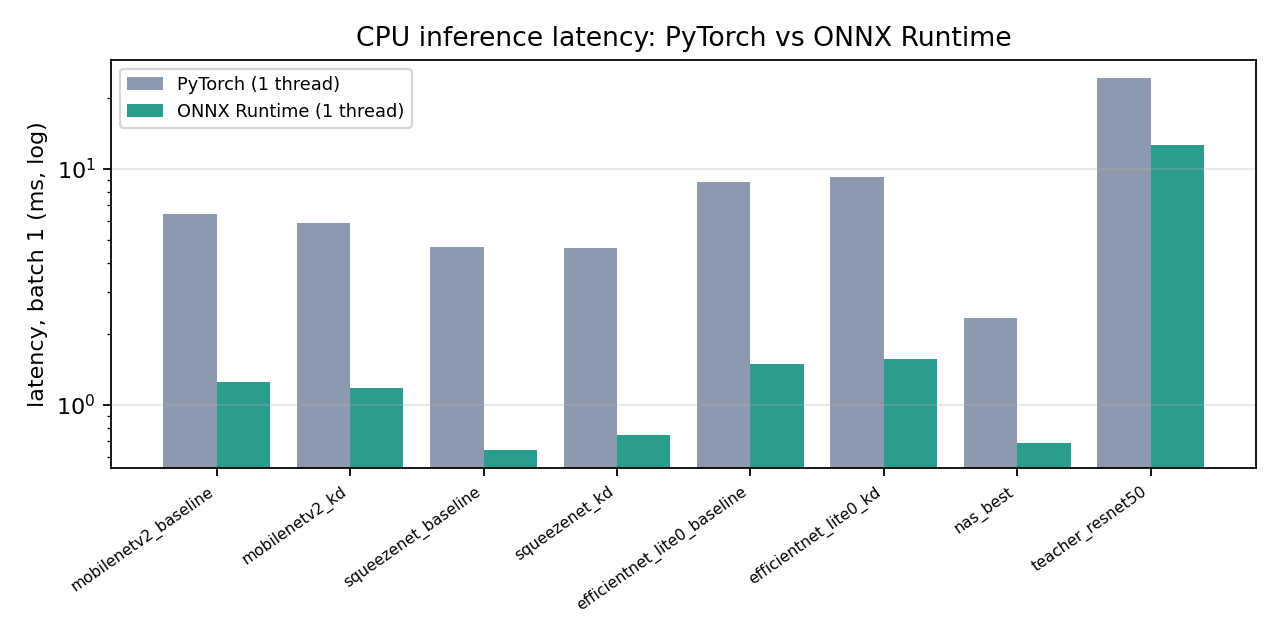 CPU inference latency: PyTorch vs ONNX Runtime
PyTorch (1 thread)
ONNX Runtime (1 thread)
latency, batch 1 (ms, log)
10¹
10⁰
mobilenetv2_baseline
mobilenetv2_kd
squeezenet_baseline
squeezenet_kd
efficientnet_lite0_baseline
efficientnet_lite0_kd
nas_best
teacher_resnet50